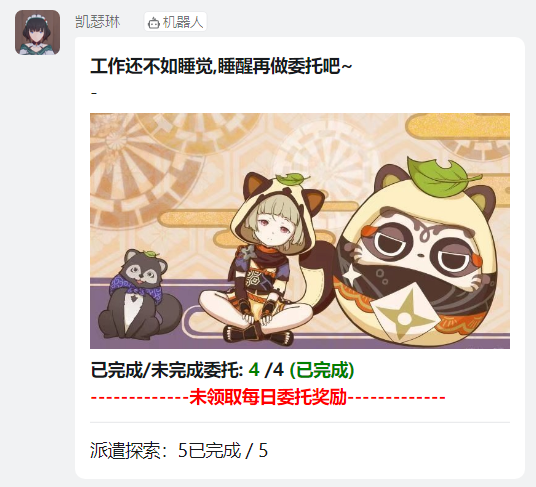 凯瑟琳 机器人
工作还不如睡觉,睡醒再做委托吧~
-
已完成/未完成委托: 4 /4 (已完成)
-------------未领取每日委托奖励-------------
派遣探索：5已完成 / 5